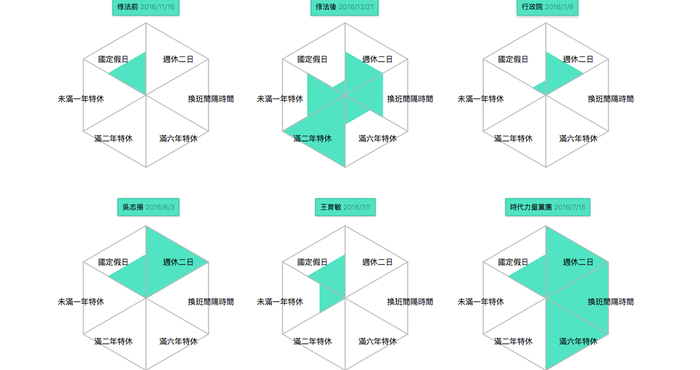 修法前 2016/11/16
修法後 2016/12/21
行政院 2016/7/8
國定假日 週休二日
未滿一年特休 換班間隔時間
滿二年特休 滿六年特休
國定假日 週休二日
未滿一年特休 換班間隔時間
滿二年特休 滿六年特休
國定假日 週休二日
未滿一年特休 換班間隔時間
滿二年特休 滿六年特休
吳志揚 2016/6/3
王育敏 2016/7/1
時代力量黨團 2016/7/15
國定假日 週休二日
未滿一年特休 換班間隔時間
滿二年特休 滿六年特休
國定假日 週休二日
未滿一年特休 換班間隔時間
滿二年特休 滿六年特休
國定假日 週休二日
未滿一年特休 換班間隔時間
滿二年特休 滿六年特休